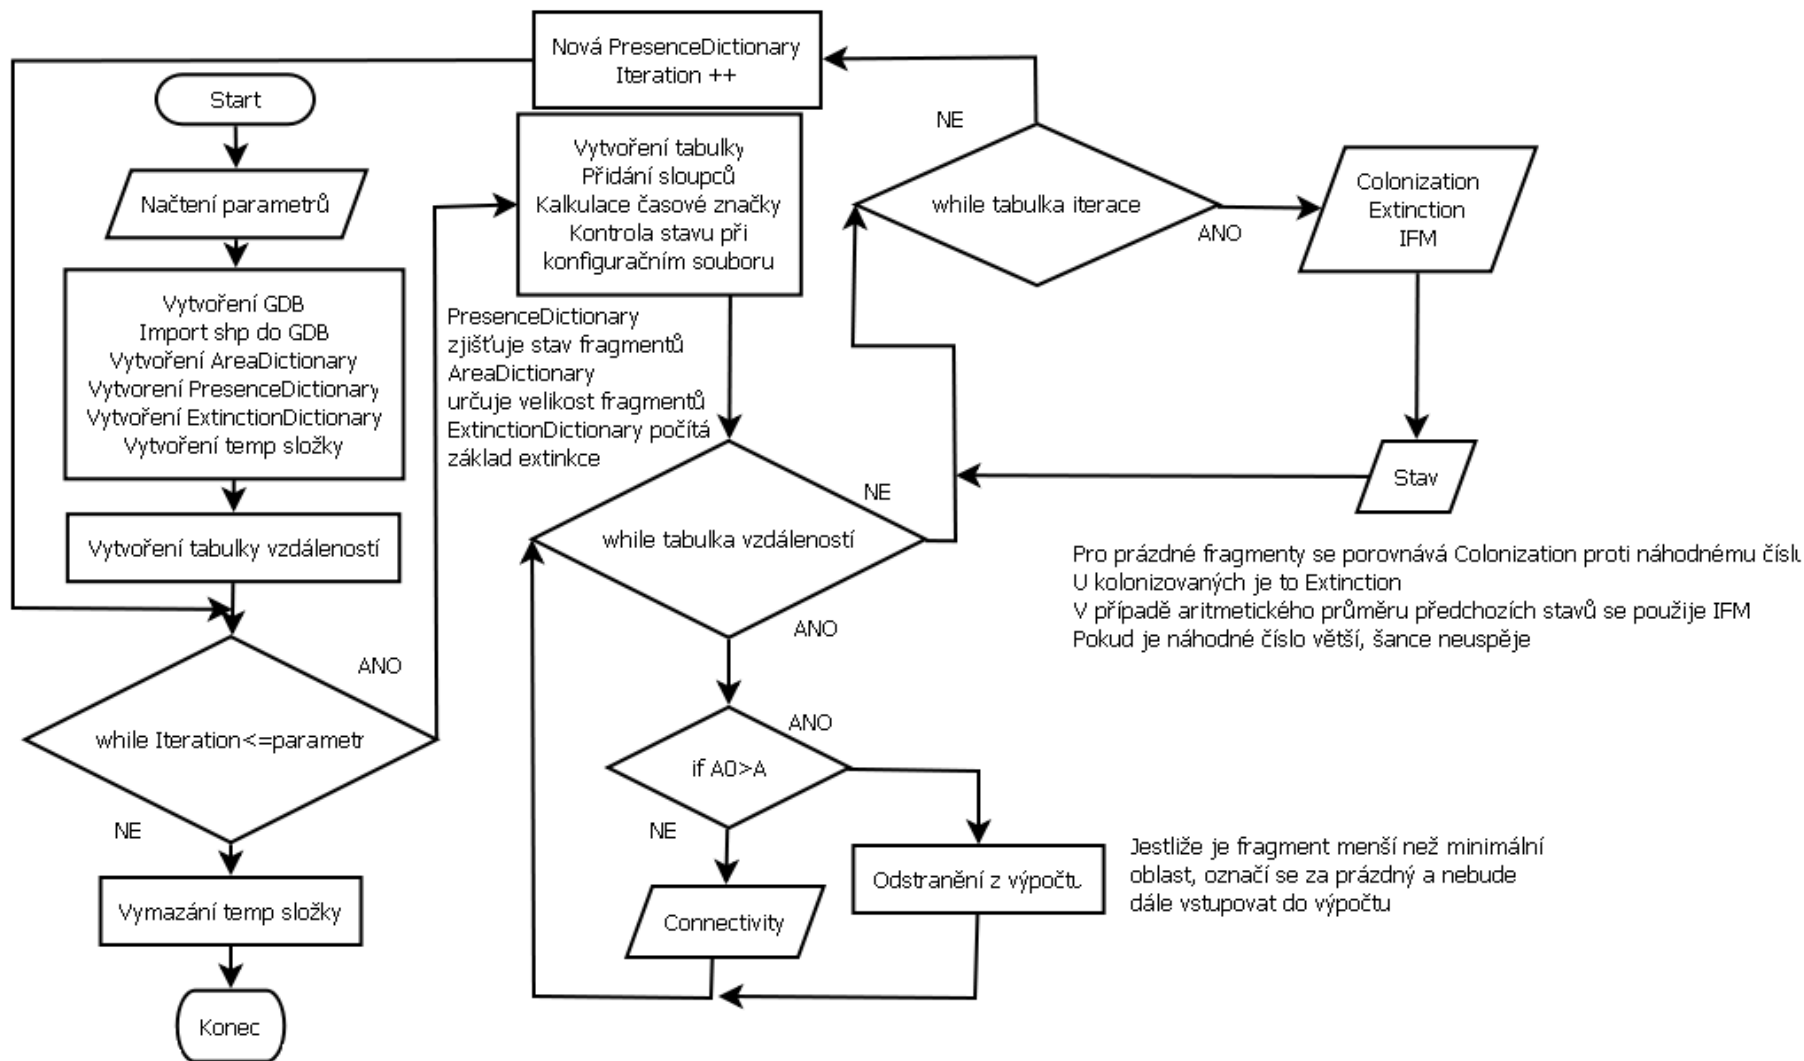 Nová PresenceDictionary
Iteration ++
Start
Načtení parametrů
Vytvoření GDB
Import shp do GDB
Vytvoření AreaDictionary
Vytvorení PresenceDictionary
Vytvoření ExtinctionDictionary
Vytvoření temp složky
Vytvoření tabulky vzdáleností
ANO
while Iteration<=parametr
NE
Vymazání temp složky
Konec
Vytvoření tabulky
Přidání sloupců
Kalkulace časové značky
Kontrola stavu při
konfiguračním souboru
PresenceDictionary
zjišťuje stav fragmentů
AreaDictionary
určuje velikost fragmentů
ExtinctionDictionary počítá
základ extinkce
NE
while tabulka vzdáleností
ANO
ANO
if A0>A
NE
Connectivity
Odstranění z výpočtu
Jestliže je fragment menší než minimální
oblast, označí se za prázdný a nebude
dále vstupovat do výpočtu
NE
while tabulka iterace
ANO
Colonization
Extinction
IFM
Stav
Pro prázdné fragmenty se porovnává Colonization proti náhodnému číslu
U kolonizovaných je to Extinction
V případě aritmetického průměru předchozích stavů se použije IFM
Pokud je náhodné číslo větší, šance neuspěje